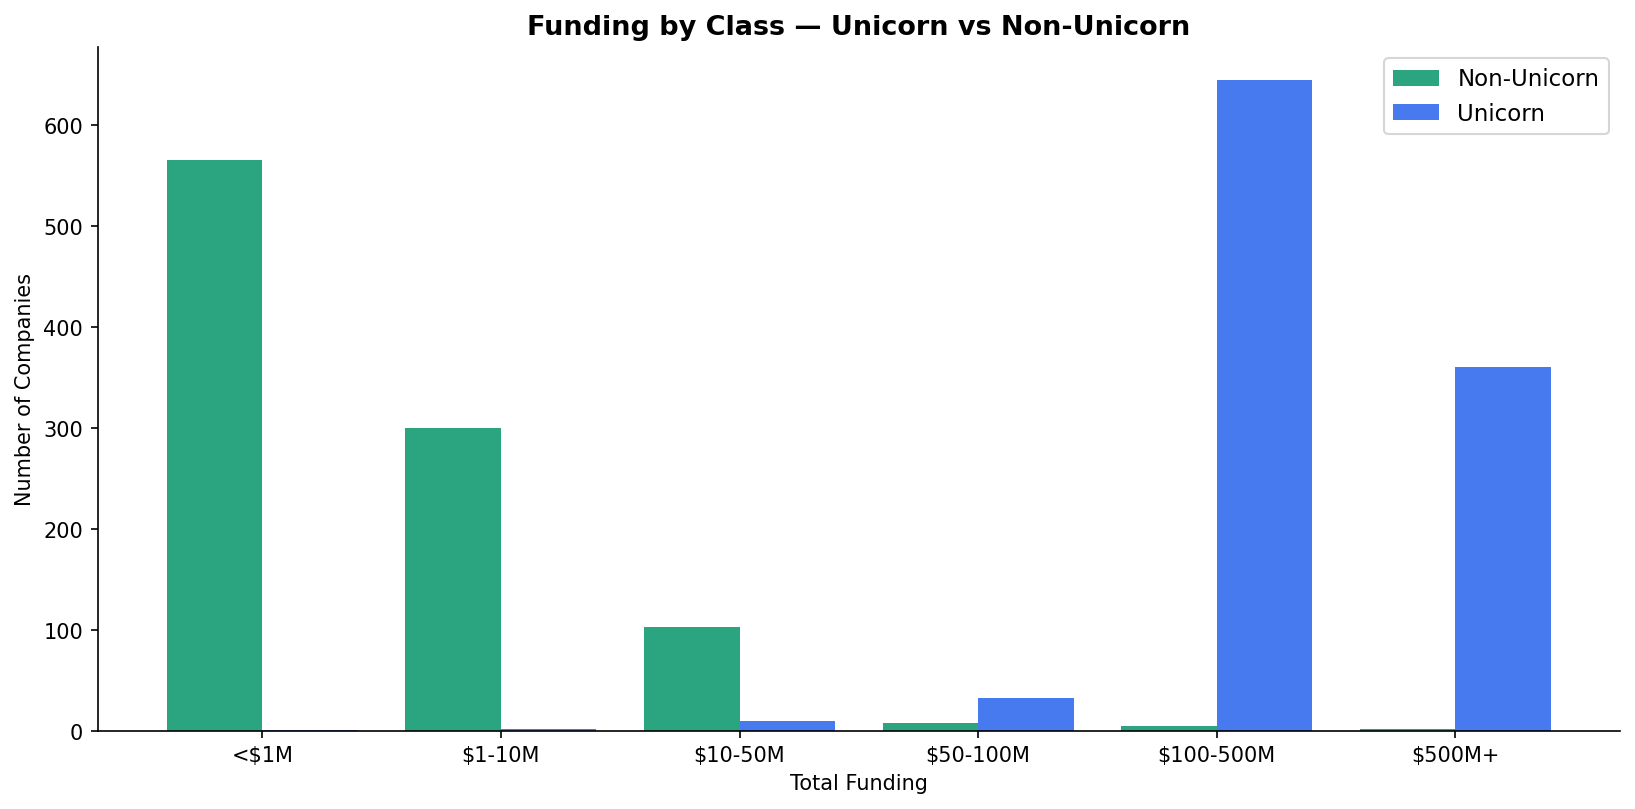 Funding by Class — Unicorn vs Non-Unicorn
Non-Unicorn
Unicorn
Number of Companies
600
500
400
300
200
100
0
<$1M
$1-10M
$10-50M
$50-100M
$100-500M
$500M+
Total Funding